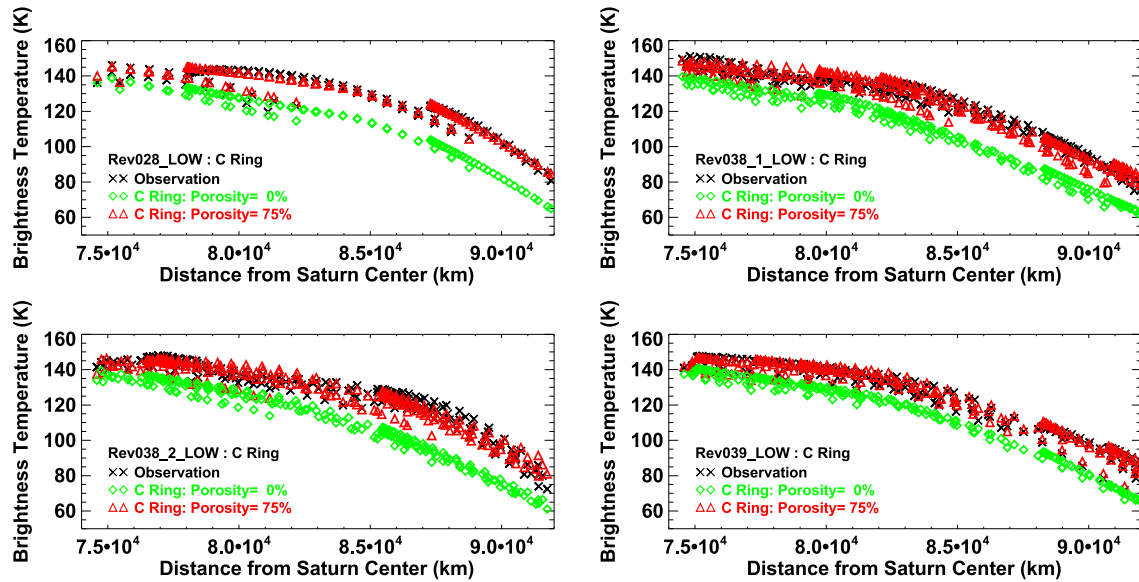 Brightness Temperature (K)
160
140
120
100
80
60
Rev028_LOW : C Ring
×× Observation
◇◇ C Ring: Porosity= 0%
△△ C Ring: Porosity= 75%
7.5•10⁴ 8.0•10⁴ 8.5•10⁴ 9.0•10⁴
Distance from Saturn Center (km)
Brightness Temperature (K)
160
140
120
100
80
60
Rev038_1_LOW : C Ring
×× Observation
◇◇ C Ring: Porosity= 0%
△△ C Ring: Porosity= 75%
7.5•10⁴ 8.0•10⁴ 8.5•10⁴ 9.0•10⁴
Distance from Saturn Center (km)
Brightness Temperature (K)
160
140
120
100
80
60
Rev038_2_LOW : C Ring
×× Observation
◇◇ C Ring: Porosity= 0%
△△ C Ring: Porosity= 75%
7.5•10⁴ 8.0•10⁴ 8.5•10⁴ 9.0•10⁴
Distance from Saturn Center (km)
Brightness Temperature (K)
160
140
120
100
80
60
Rev039_LOW : C Ring
×× Observation
◇◇ C Ring: Porosity= 0%
△△ C Ring: Porosity= 75%
7.5•10⁴ 8.0•10⁴ 8.5•10⁴ 9.0•10⁴
Distance from Saturn Center (km)